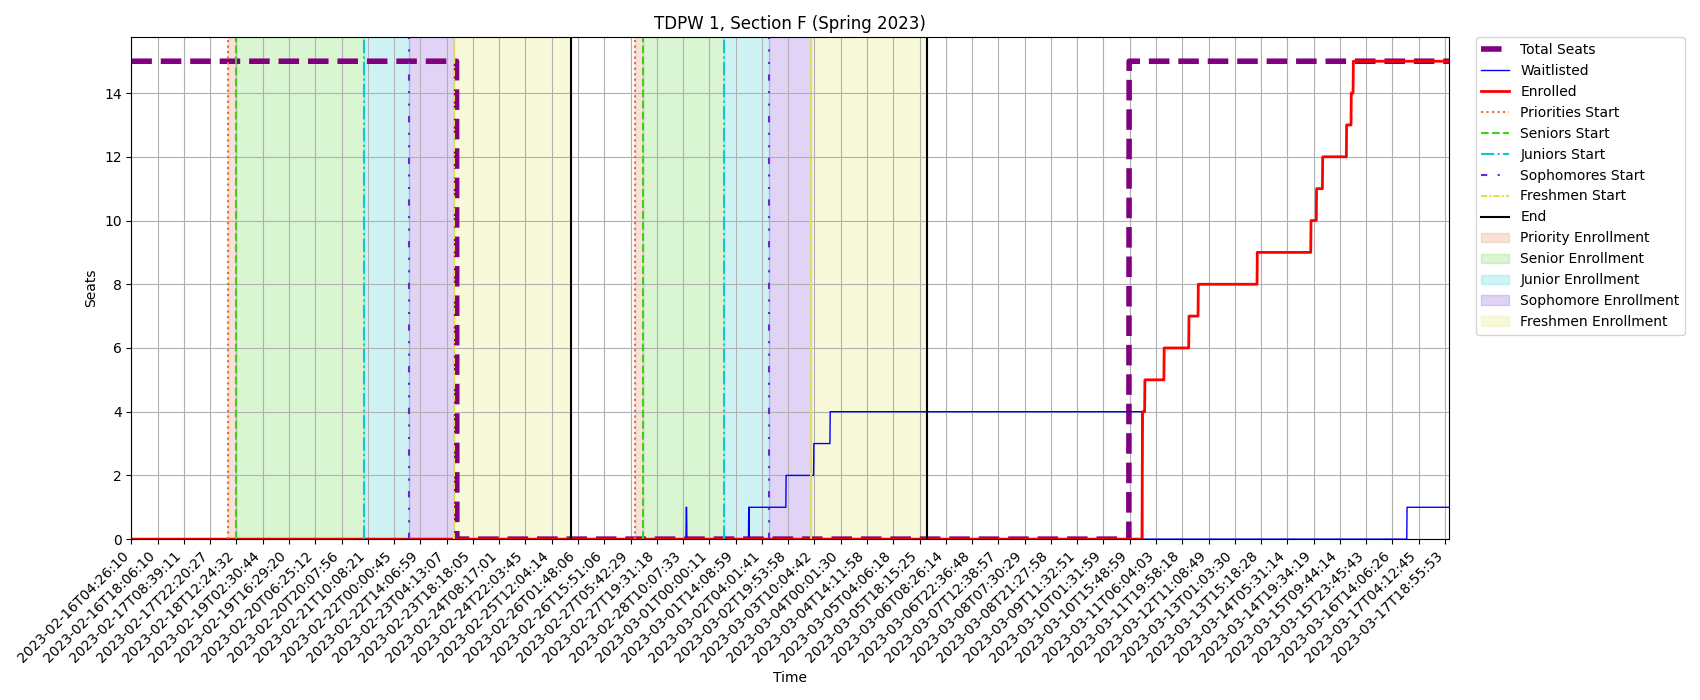 TDPW 1, Section F (Spring 2023)
Total Seats
Waitlisted
Enrolled
Priorities Start
Seniors Start
Juniors Start
Sophomores Start
Freshmen Start
End
Priority Enrollment
Senior Enrollment
Junior Enrollment
Sophomore Enrollment
Freshmen Enrollment
Seats
14
12
10
8
6
4
2
0
2023-02-16T04:26:10
2023-02-16T18:06:10
2023-02-17T08:39:11
2023-02-17T22:20:27
2023-02-18T12:24:32
2023-02-19T02:30:44
2023-02-19T16:29:20
2023-02-20T06:25:12
2023-02-20T20:07:56
2023-02-21T10:08:21
2023-02-22T00:00:45
2023-02-22T14:06:59
2023-02-23T04:13:07
2023-02-23T18:18:05
2023-02-24T08:17:01
2023-02-24T22:03:45
2023-02-25T12:04:14
2023-02-26T01:48:06
2023-02-26T15:51:06
2023-02-27T05:42:29
2023-02-27T19:31:18
2023-02-28T10:07:33
2023-03-01T00:00:11
2023-03-01T14:08:59
2023-03-02T04:01:41
2023-03-02T19:53:58
2023-03-03T10:04:42
2023-03-04T00:01:30
2023-03-04T14:11:58
2023-03-05T04:06:18
2023-03-05T18:15:25
2023-03-06T08:26:14
2023-03-06T22:36:48
2023-03-07T12:38:57
2023-03-08T07:30:29
2023-03-08T21:27:58
2023-03-09T11:32:51
2023-03-10T01:31:59
2023-03-10T15:48:59
2023-03-11T06:04:03
2023-03-11T19:58:18
2023-03-12T11:08:49
2023-03-13T01:03:30
2023-03-13T15:18:28
2023-03-14T05:31:14
2023-03-14T19:34:19
2023-03-15T09:44:14
2023-03-15T23:45:43
2023-03-16T14:06:26
2023-03-17T04:12:45
2023-03-17T18:55:53
Time